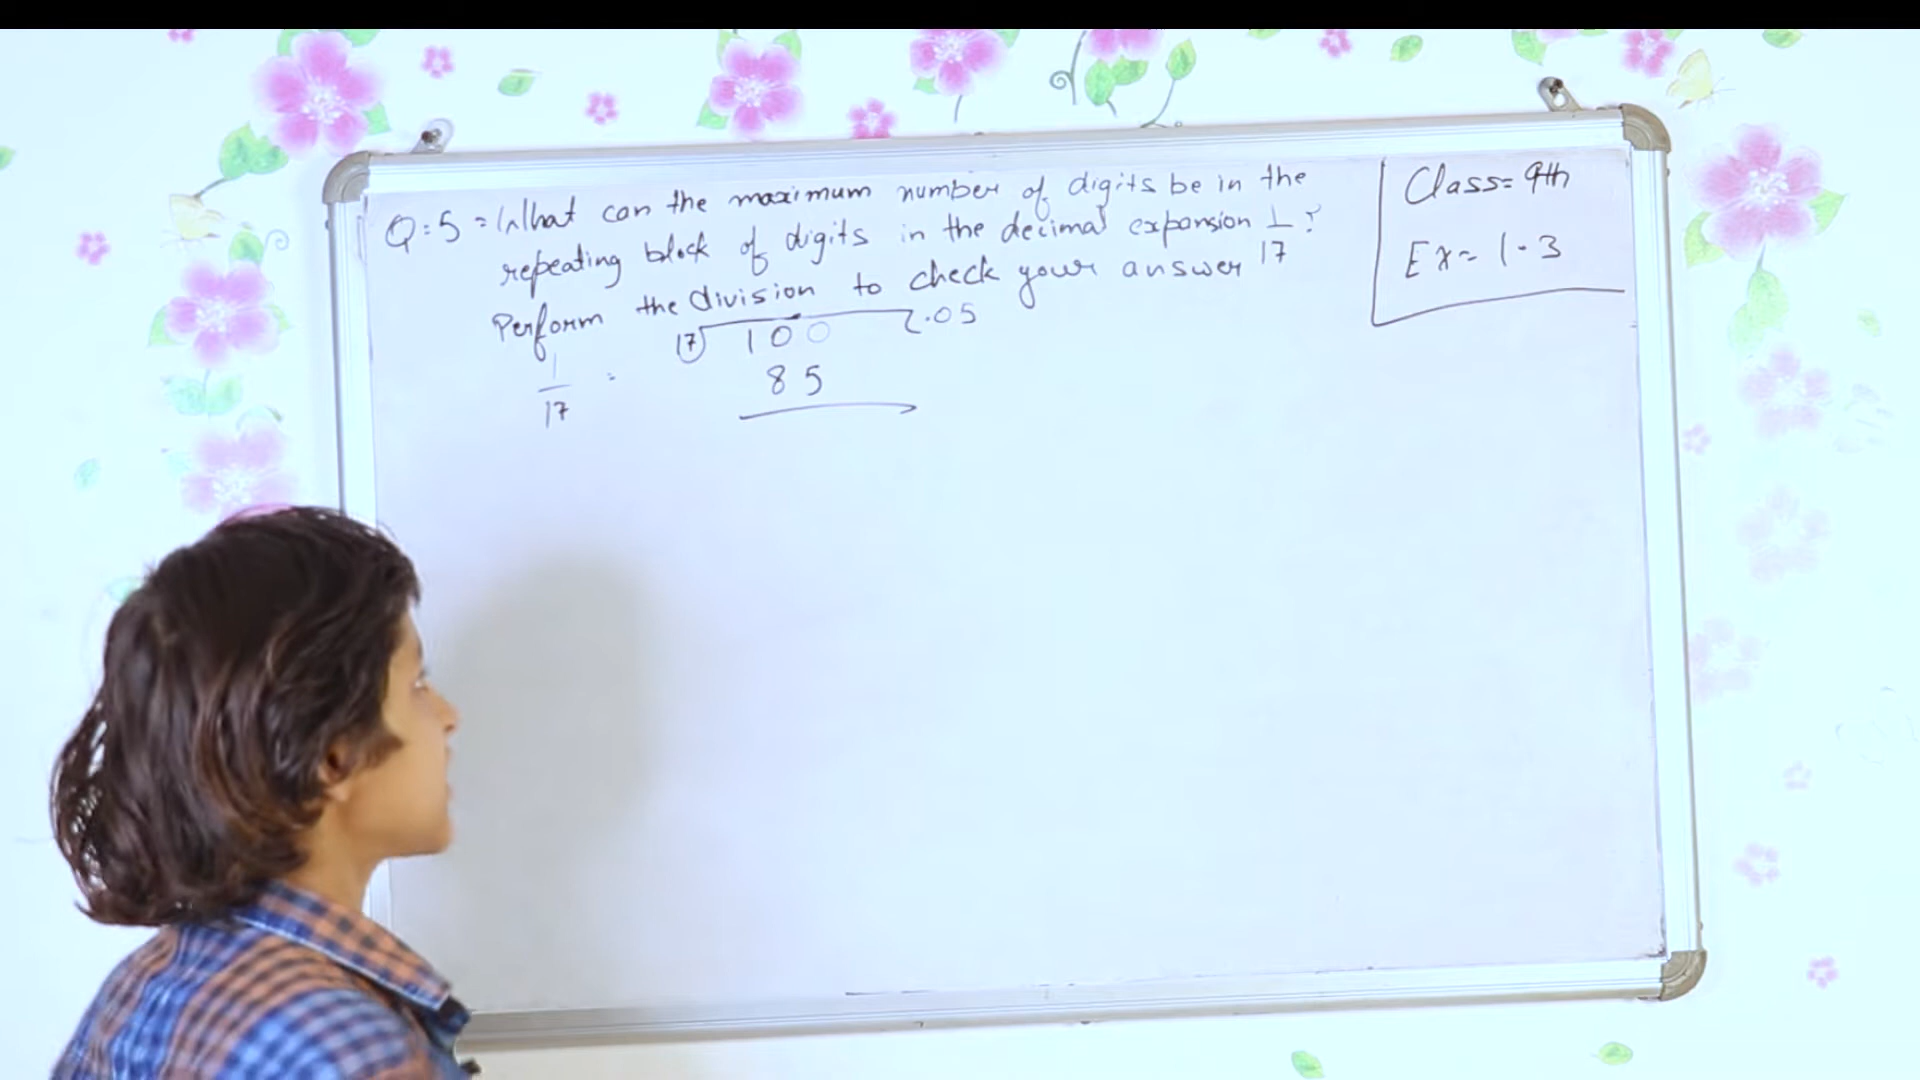 Q:5 = What can the maximum number of digits be in the
repeating block of digits in the decimal expansion 1/17?
Perform the division to check your answer
1/17 = 17) 100 (.05
85
Class= 9th
Ex= 1.3